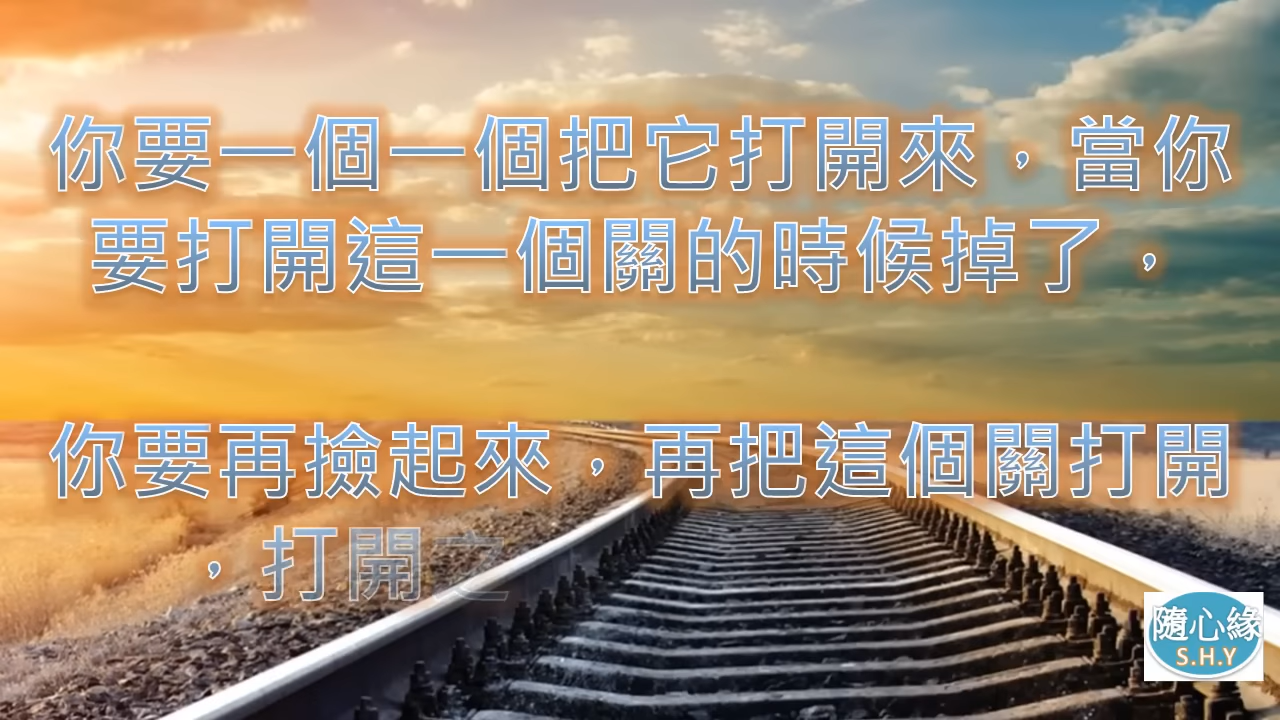 你要一個一個把它打開來，當你
要打開這一個關的時候掉了，
你要再撿起來，再把這個關打開
，打開之
隨心緣
S.H.Y